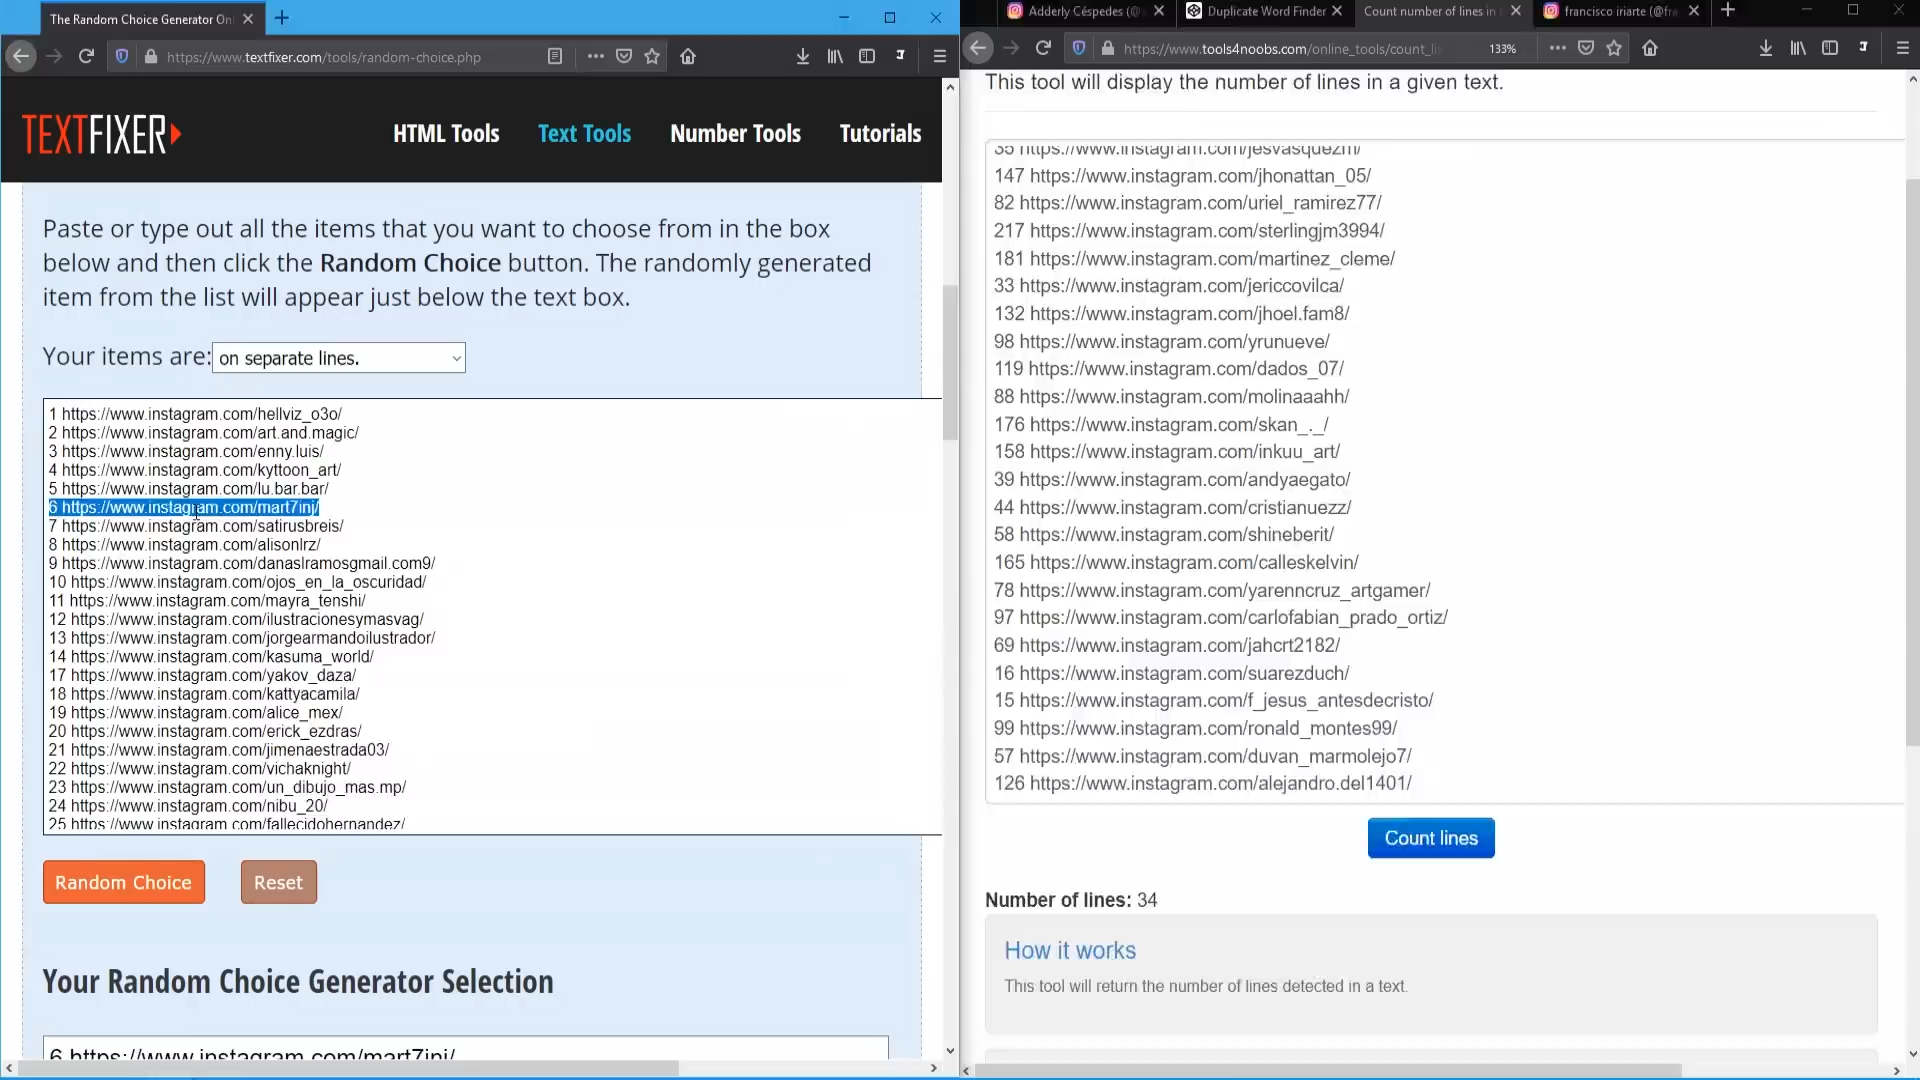 The Random Choice Generator Onl
https://www.textfixer.com/tools/random-choice.php
TEXTFIXER
HTML Tools
Text Tools
Number Tools
Tutorials
Paste or type out all the items that you want to choose from in the box
below and then click the Random Choice button. The randomly generated
item from the list will appear just below the text box.
Your items are:
on separate lines.
1 https://www.instagram.com/hellviz_o3o/
2 https://www.instagram.com/art.and.magic/
3 https://www.instagram.com/enny.luis/
4 https://www.instagram.com/kyttoon_art/
5 https://www.instagram.com/lu.bar.bar/
6 https://www.instagram.com/mart7inj/
7 https://www.instagram.com/satirusbreis/
8 https://www.instagram.com/alisonlrz/
9 https://www.instagram.com/danaslramosgmail.com9/
10 https://www.instagram.com/ojos_en_la_oscuridad/
11 https://www.instagram.com/mayra_tenshi/
12 https://www.instagram.com/ilustracionesymasvag/
13 https://www.instagram.com/jorgearmandoilustrador/
14 https://www.instagram.com/kasuma_world/
17 https://www.instagram.com/yakov_daza/
18 https://www.instagram.com/kattyacamila/
19 https://www.instagram.com/alice_mex/
20 https://www.instagram.com/erick_ezdras/
21 https://www.instagram.com/jimenaestrada03/
22 https://www.instagram.com/vichaknight/
23 https://www.instagram.com/un_dibujo_mas.mp/
24 https://www.instagram.com/nibu_20/
25 https://www.instagram.com/fallecidohernandez/
Random Choice
Reset
Your Random Choice Generator Selection
6 https://www.instagram.com/mart7inj/
Adderly Céspedes (@
Duplicate Word Finder
Count number of lines in
francisco iriarte (@fra
https://www.tools4noobs.com/online_tools/count_li
133%
This tool will display the number of lines in a given text.
35 https://www.instagram.com/jesvasquezm/
147 https://www.instagram.com/jhonattan_05/
82 https://www.instagram.com/uriel_ramirez77/
217 https://www.instagram.com/sterlingjm3994/
181 https://www.instagram.com/martinez_cleme/
33 https://www.instagram.com/jericcovilca/
132 https://www.instagram.com/jhoel.fam8/
98 https://www.instagram.com/yrunueve/
119 https://www.instagram.com/dados_07/
88 https://www.instagram.com/molinaaahh/
176 https://www.instagram.com/skan_._/
158 https://www.instagram.com/inkuu_art/
39 https://www.instagram.com/andyaegato/
44 https://www.instagram.com/cristianuezz/
58 https://www.instagram.com/shineberit/
165 https://www.instagram.com/calleskelvin/
78 https://www.instagram.com/yarenncruz_artgamer/
97 https://www.instagram.com/carlofabian_prado_ortiz/
69 https://www.instagram.com/jahcrt2182/
16 https://www.instagram.com/suarezduch/
15 https://www.instagram.com/f_jesus_antesdecristo/
99 https://www.instagram.com/ronald_montes99/
57 https://www.instagram.com/duvan_marmolejo7/
126 https://www.instagram.com/alejandro.del1401/
Count lines
Number of lines: 34
How it works
This tool will return the number of lines detected in a text.